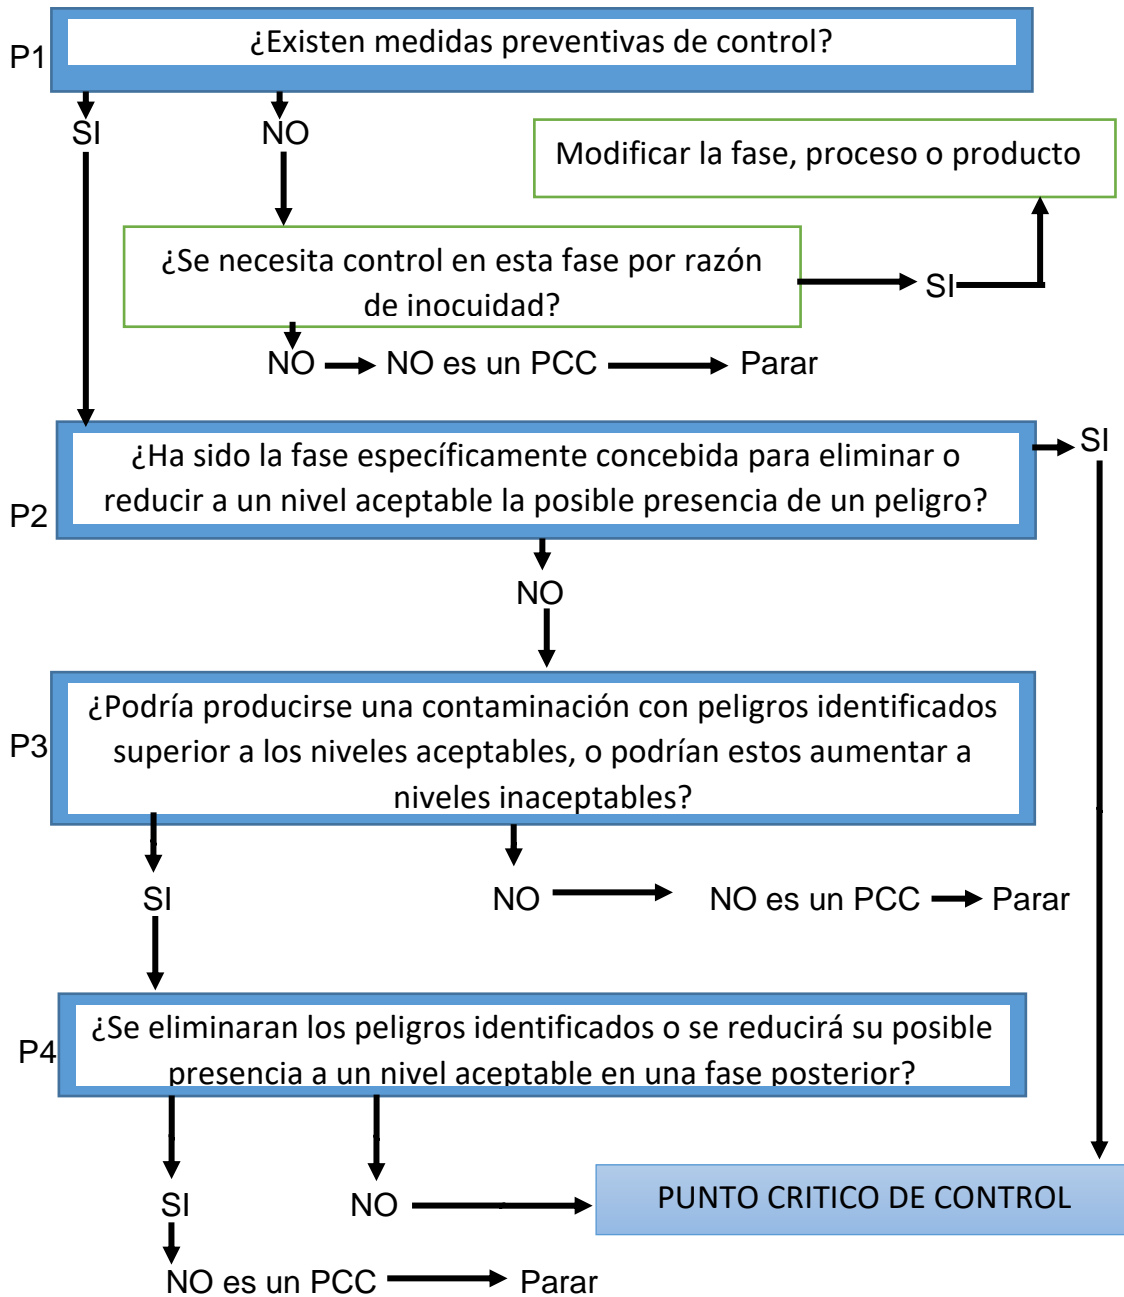 P1
¿Existen medidas preventivas de control?
SI
NO
Modificar la fase, proceso o producto
¿Se necesita control en esta fase por razón
de inocuidad?
SI
NO
NO es un PCC
Parar
P2
¿Ha sido la fase específicamente concebida para eliminar o
reducir a un nivel aceptable la posible presencia de un peligro?
SI
NO
P3
¿Podría producirse una contaminación con peligros identificados
superior a los niveles aceptables, o podrían estos aumentar a
niveles inaceptables?
SI
NO
NO es un PCC
Parar
P4
¿Se eliminaran los peligros identificados o se reducirá su posible
presencia a un nivel aceptable en una fase posterior?
SI
NO
PUNTO CRITICO DE CONTROL
NO es un PCC
Parar